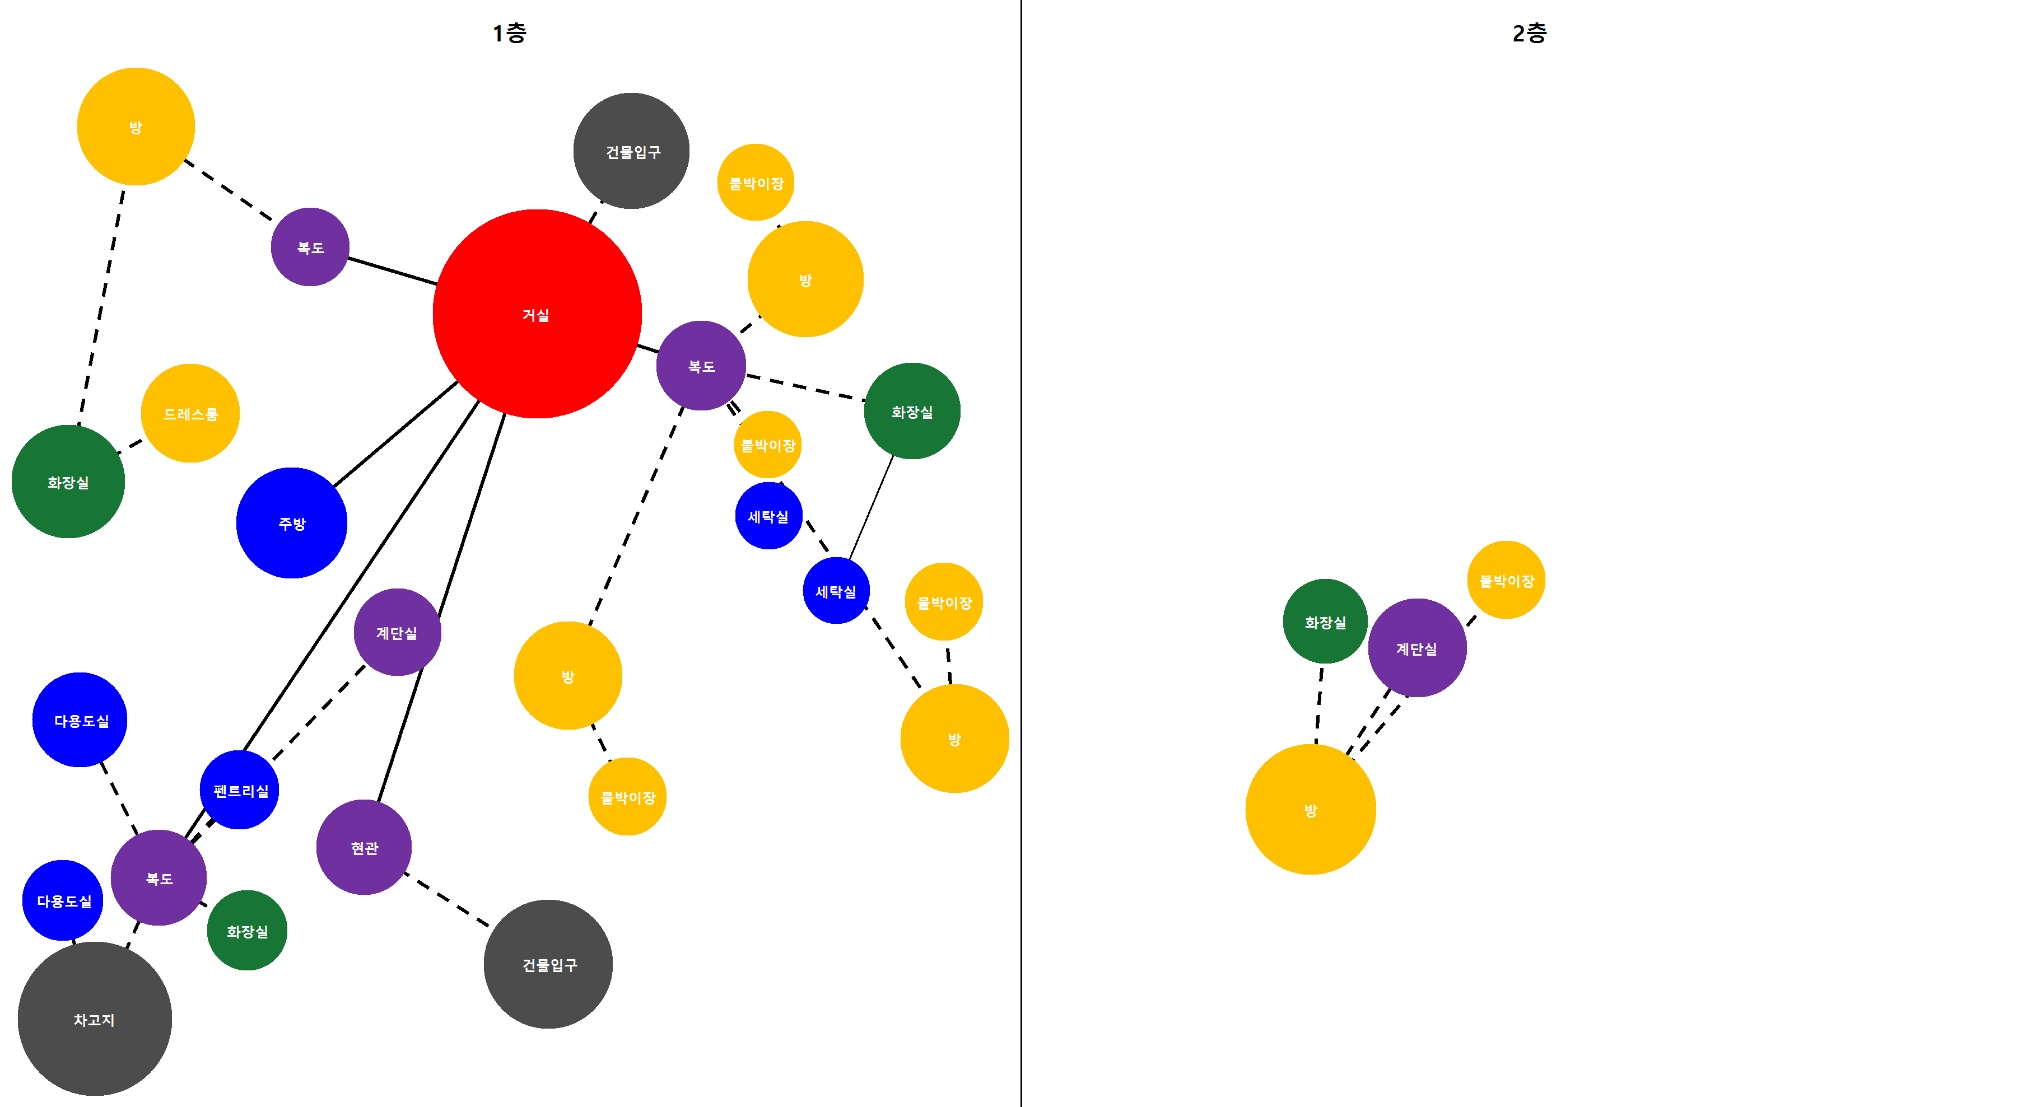 1층
2층
방
건물입구
붙박이장
복도
방
거실
복도
화장실
드레스룸
붙박이장
화장실
주방
세탁실
세탁실
붙박이장
계단실
방
다용도실
방
펜트리실
붙박이장
현관
복도
다용도실
화장실
건물입구
차고지
붙박이장
화장실
계단실
방